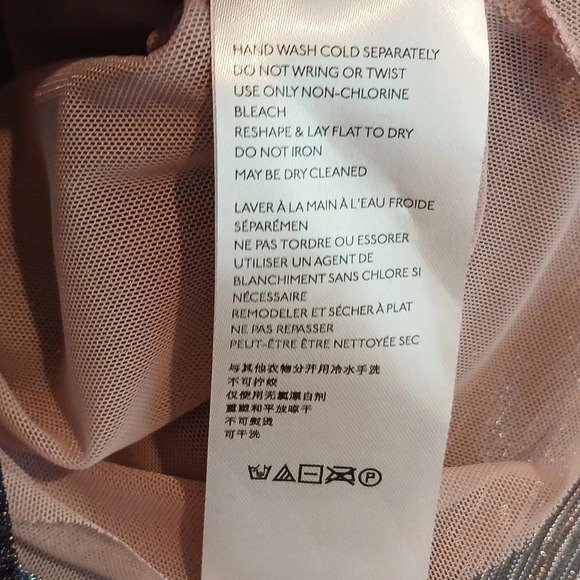 HAND WASH COLD SEPARATELY
DO NOT WRING OR TWIST
USE ONLY NON-CHLORINE
BLEACH
RESHAPE & LAY FLAT TO DRY
DO NOT IRON
MAY BE DRY CLEANED
LAVER À LA MAIN À L'EAU FROIDE
SÉPARÉMEN
NE PAS TORDRE OU ESSORER
UTILISER UN AGENT DE
BLANCHIMENT SANS CHLORE SI
NÉCESSAIRE
REMODELER ET SÉCHER À PLAT
NE PAS REPASSER
PEUT-ÊTRE ÊTRE NETTOYÉE SEC
与其他衣物分开用冷水手洗
不可拧绞
仅使用无氯漂白剂
重塑和平放晾干
不可熨烫
可干洗
P